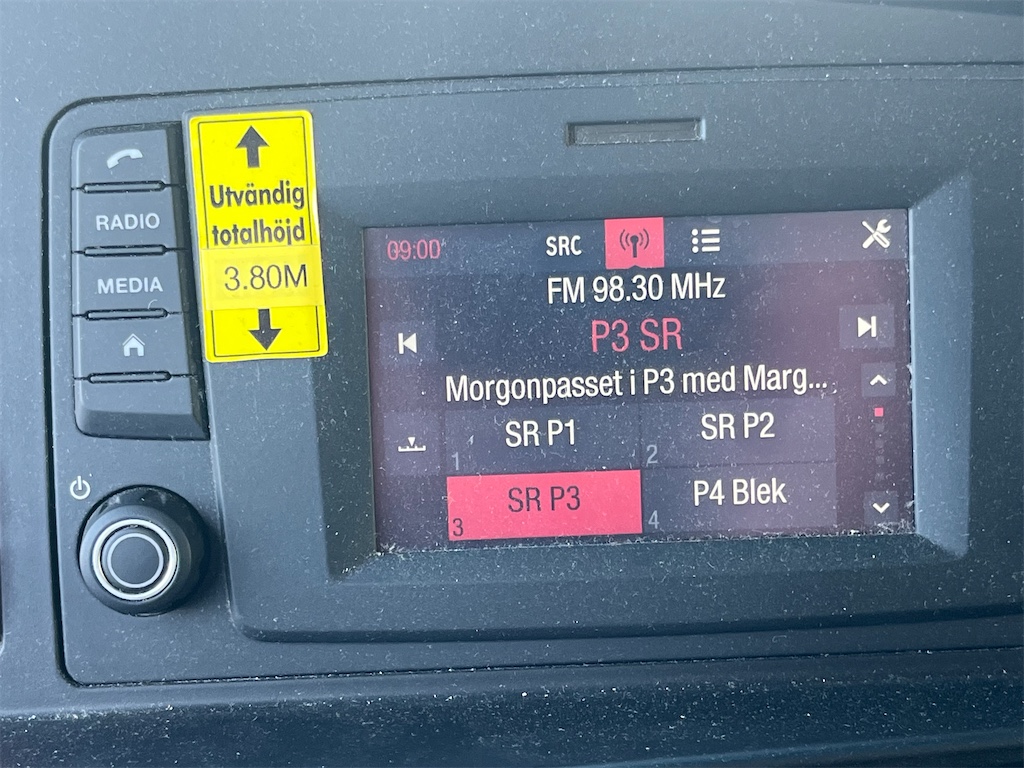 RADIO
MEDIA
Utvändig
totalhöjd
3.80M
09:00
SRC
FM 98.30 MHz
P3 SR
Morgonpasset i P3 med Marg...
1 SR P1
2 SR P2
3 SR P3
4 P4 Blek